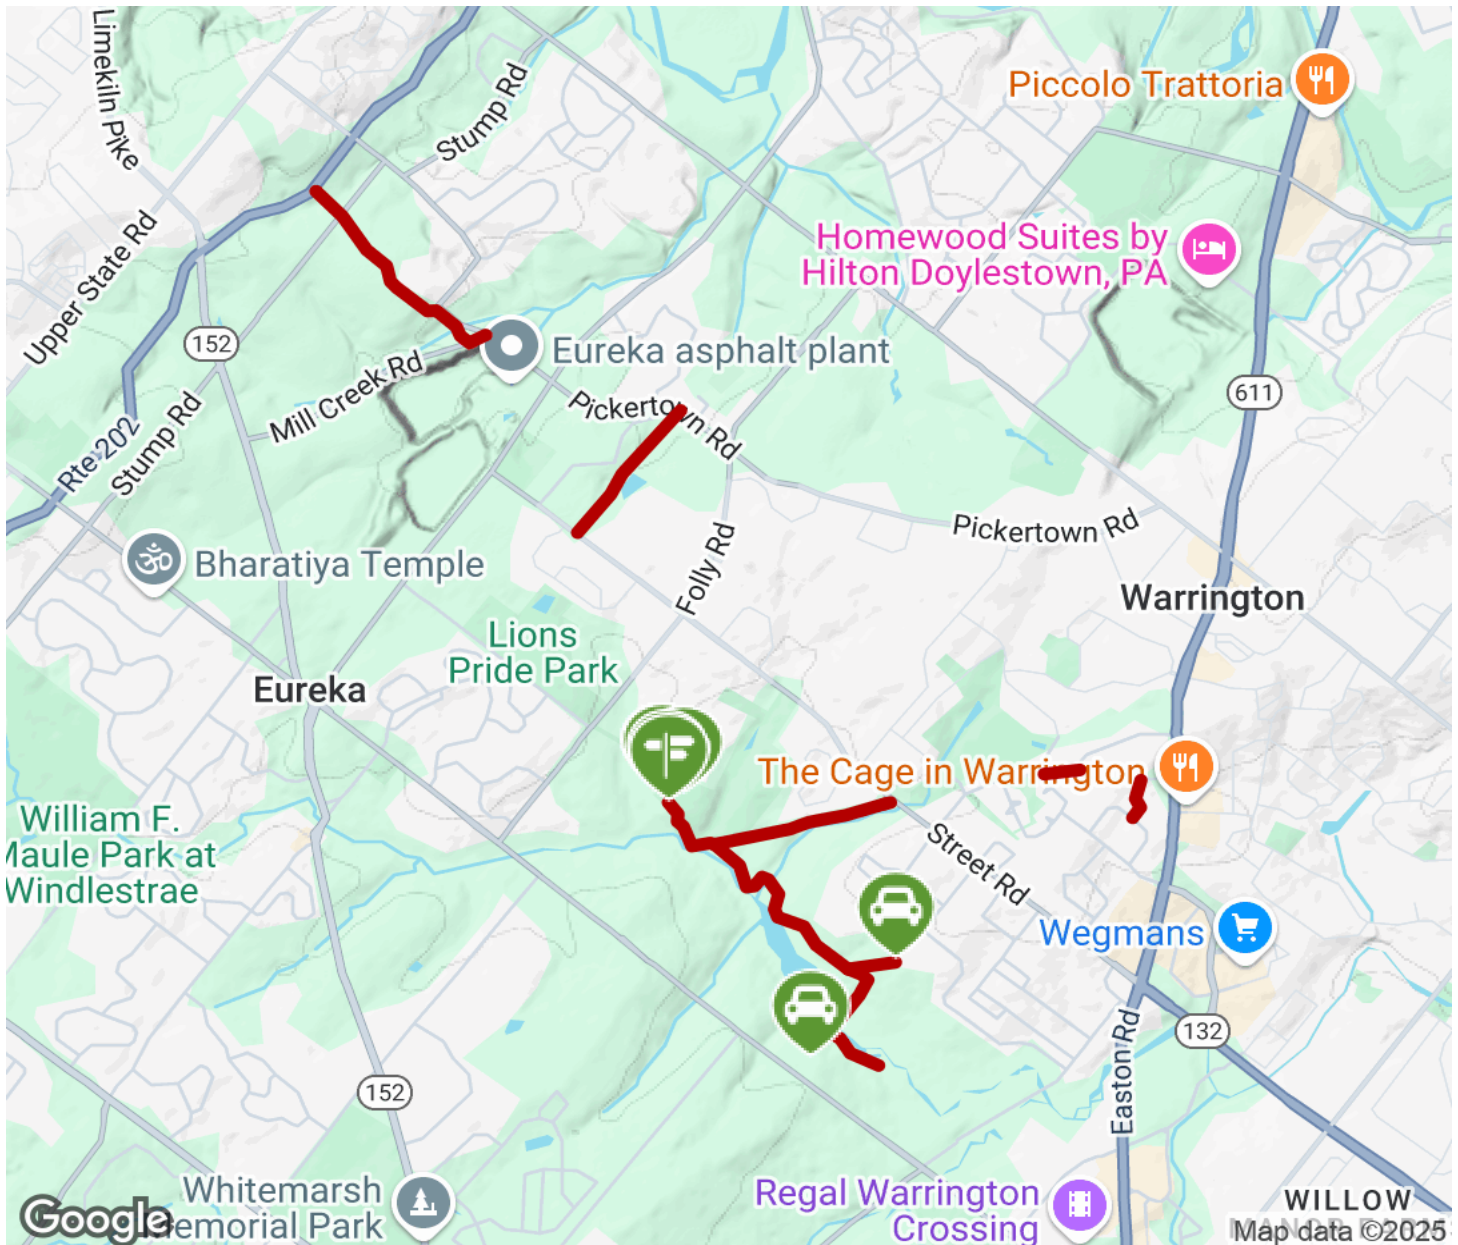 Limekiln Pike
Stump Rd
Piccolo Trattoria
Upper State Rd
Homewood Suites by
Hilton Doylestown, PA
152
Eureka asphalt plant
Mill Creek Rd
611
Pickertown Rd
Rte 202
Stump Rd
Pickertown Rd
Bharatiya Temple
Folly Rd
Warrington
Lions
Pride Park
Eureka
The Cage in Warrington
William F.
Maule Park at
Windlestrae
Street Rd
Wegmans
132
Easton Rd
152
Whitemarsh
Memorial Park
Regal Warrington
Crossing
WILLOW
Google
Map data ©2025